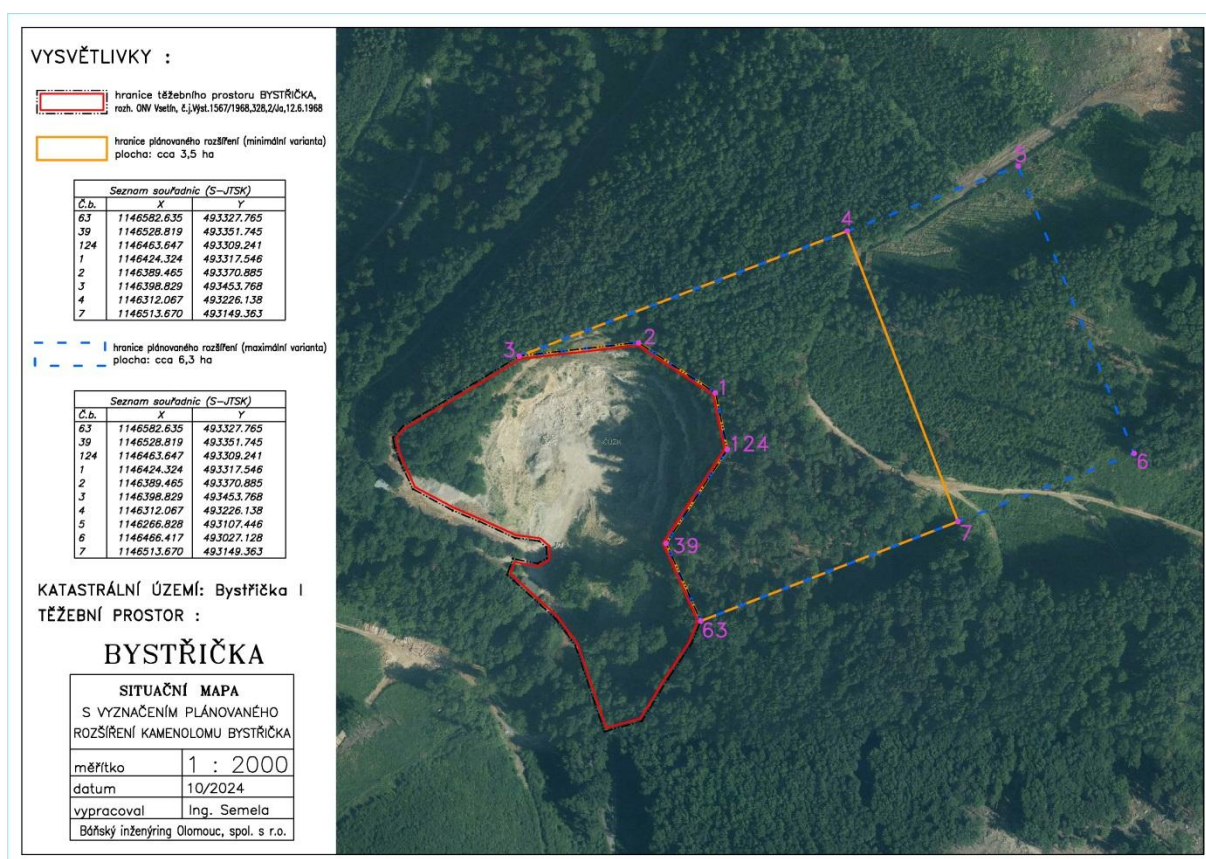 VYSVĚTLIVKY :
hranice těžebního prostoru BYSTŘIČKA,
rozh. ONV Vsetín, č.j.Výst.1567/1968,328,2/Ja,12.6.1968
hranice plánovaného rozšíření (minimální varianta)
plocha: cca 3,5 ha
Seznam souřadnic (S-JTSK)
Č.b. X Y
63 1146582.635 493327.765
39 1146528.819 493351.745
124 1146463.647 493309.241
1 1146424.324 493317.546
2 1146389.465 493370.885
3 1146398.829 493453.768
4 1146312.067 493226.138
7 1146513.670 493149.363
hranice plánovaného rozšíření (maximální varianta)
plocha: cca 6,3 ha
Seznam souřadnic (S-JTSK)
Č.b. X Y
63 1146582.635 493327.765
39 1146528.819 493351.745
124 1146463.647 493309.241
1 1146424.324 493317.546
2 1146389.465 493370.885
3 1146398.829 493453.768
4 1146312.067 493226.138
5 1146266.828 493107.446
6 1146466.417 493027.128
7 1146513.670 493149.363
KATASTRÁLNÍ ÚZEMÍ: Bystřička I
TĚŽEBNÍ PROSTOR :
BYSTŘIČKA
SITUAČNÍ MAPA
S VYZNAČENÍM PLÁNOVANÉHO
ROZŠÍŘENÍ KAMENOLOMU BYSTŘIČKA
měřítko 1 : 2000
datum 10/2024
vypracoval Ing. Semela
Báňský inženýring Olomouc, spol. s r.o.
5
4
2
3
1
ČÚZK
124
6
7
39
63